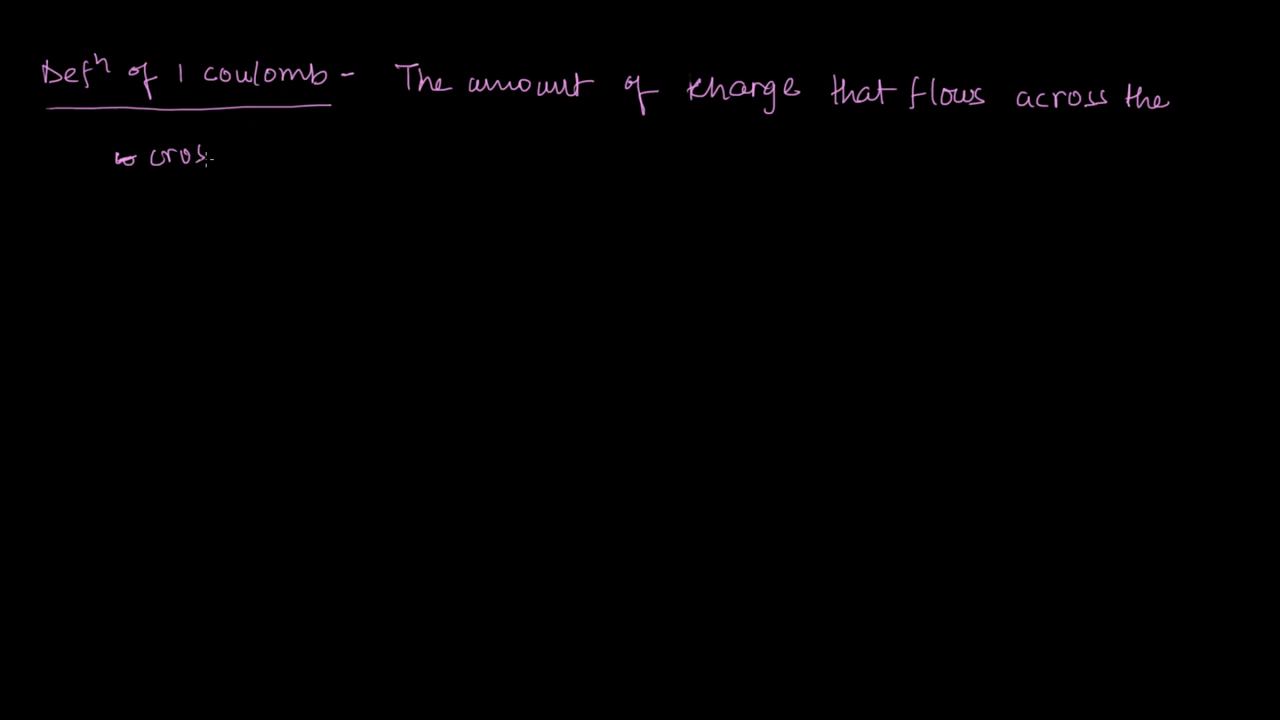 Defⁿ of 1 coulomb - The amount of charge that flows across the
cros